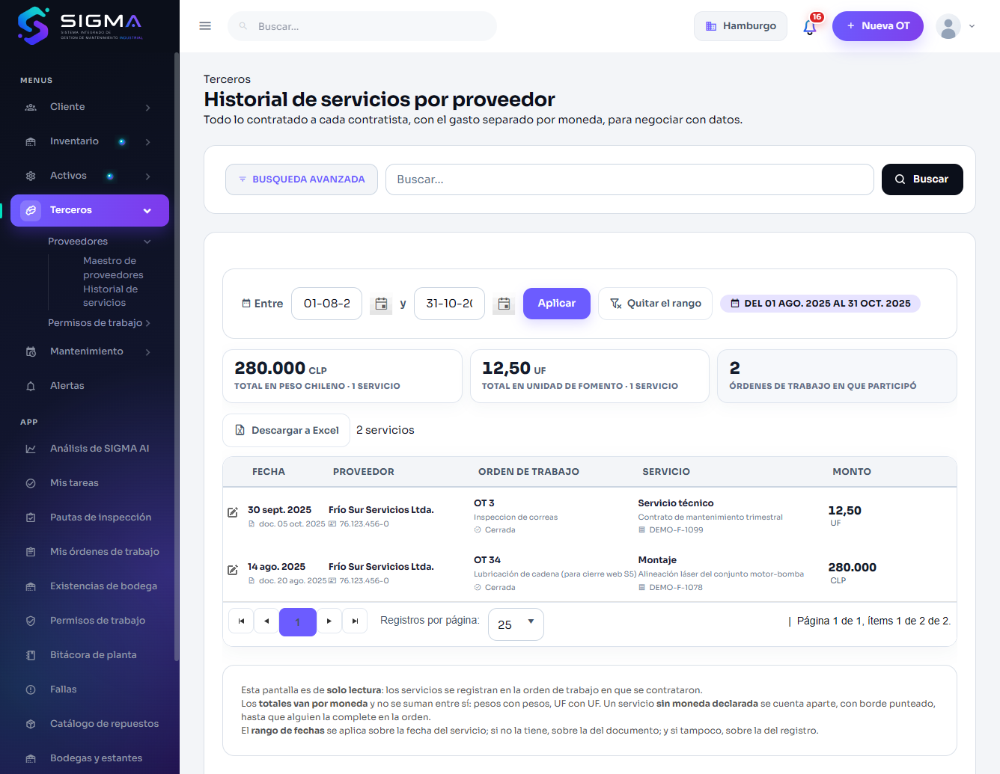 SIGMA
SISTEMA INTEGRADO DE
GESTION DE MANTENIMIENTO INDUSTRIAL
Buscar...
Hamburgo
16
+ Nueva OT
MENUS
Cliente
Inventario
Activos
Terceros
Proveedores
Maestro de
proveedores
Historial de
servicios
Permisos de trabajo
Mantenimiento
Alertas
APP
Análisis de SIGMA AI
Mis tareas
Pautas de inspección
Mis órdenes de trabajo
Existencias de bodega
Permisos de trabajo
Bitácora de planta
Fallas
Catálogo de repuestos
Bodegas y estantes
Terceros
Historial de servicios por proveedor
Todo lo contratado a cada contratista, con el gasto separado por moneda, para negociar con datos.
BUSQUEDA AVANZADA
Buscar...
Buscar
Entre
01-08-2
y
31-10-20
Aplicar
Quitar el rango
DEL 01 AGO. 2025 AL 31 OCT. 2025
280.000 CLP
TOTAL EN PESO CHILENO · 1 SERVICIO
12,50 UF
TOTAL EN UNIDAD DE FOMENTO · 1 SERVICIO
2
ÓRDENES DE TRABAJO EN QUE PARTICIPÓ
Descargar a Excel
2 servicios
FECHA PROVEEDOR ORDEN DE TRABAJO SERVICIO MONTO
30 sept. 2025
doc. 05 oct. 2025
Frío Sur Servicios Ltda.
76.123.456-0
OT 3
Inspeccion de correas
Cerrada
Servicio técnico
Contrato de mantenimiento trimestral
DEMO-F-1099
12,50
UF
14 ago. 2025
doc. 20 ago. 2025
Frío Sur Servicios Ltda.
76.123.456-0
OT 34
Lubricación de cadena (para cierre web S5)
Cerrada
Montaje
Alineación láser del conjunto motor-bomba
DEMO-F-1078
280.000
CLP
1
Registros por página:
25
| Página 1 de 1, ítems 1 de 2 de 2.
Esta pantalla es de solo lectura: los servicios se registran en la orden de trabajo en que se contrataron.
Los totales van por moneda y no se suman entre sí: pesos con pesos, UF con UF. Un servicio sin moneda declarada se cuenta aparte, con borde punteado,
hasta que alguien la complete en la orden.
El rango de fechas se aplica sobre la fecha del servicio; si no la tiene, sobre la del documento; y si tampoco, sobre la del registro.